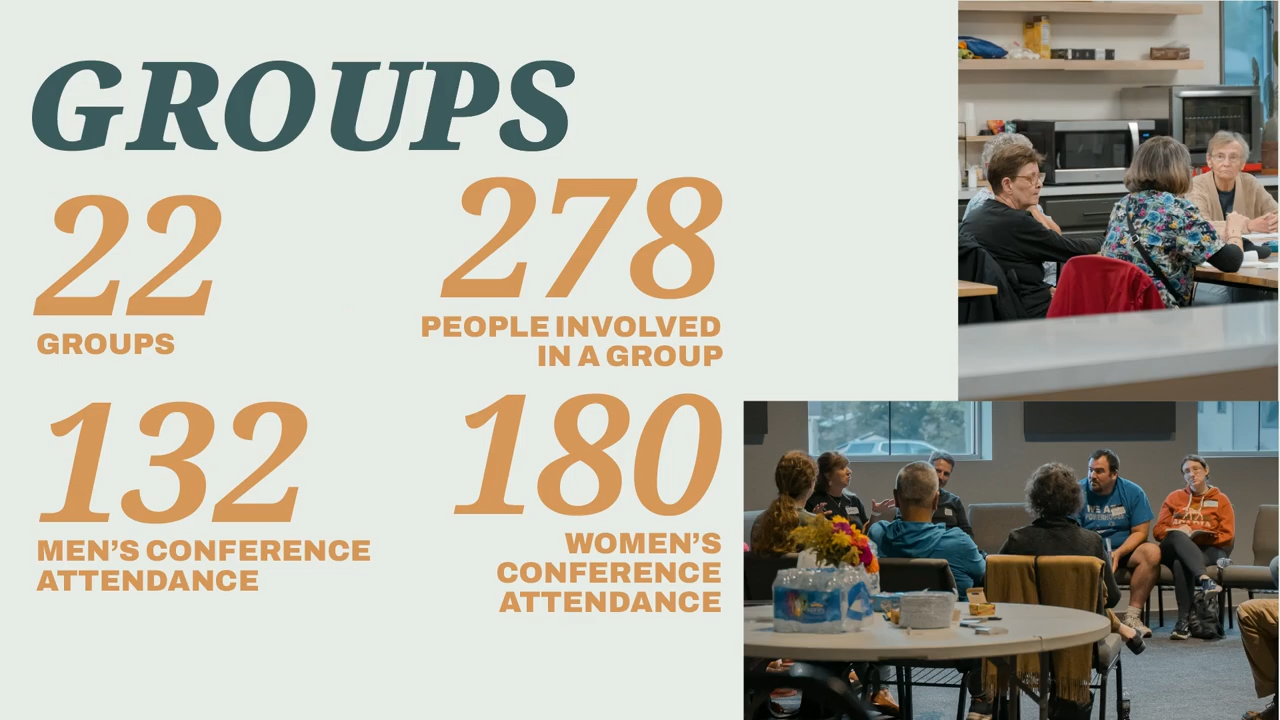 GROUPS
22
GROUPS
278
PEOPLE INVOLVED
IN A GROUP
132
MEN'S CONFERENCE
ATTENDANCE
180
WOMEN'S
CONFERENCE
ATTENDANCE